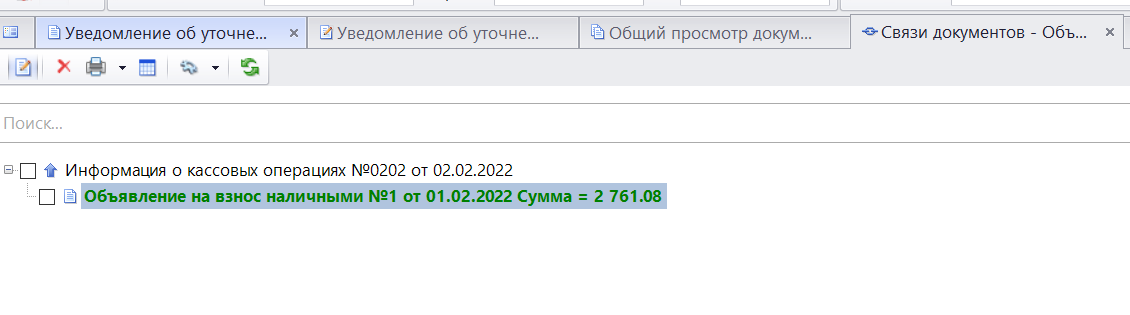 Уведомление об уточне... Уведомление об уточне... Общий просмотр докум... Связи документов - Объ...
Поиск...
Информация о кассовых операциях №0202 от 02.02.2022
Объявление на взнос наличными №1 от 01.02.2022 Сумма = 2 761.08